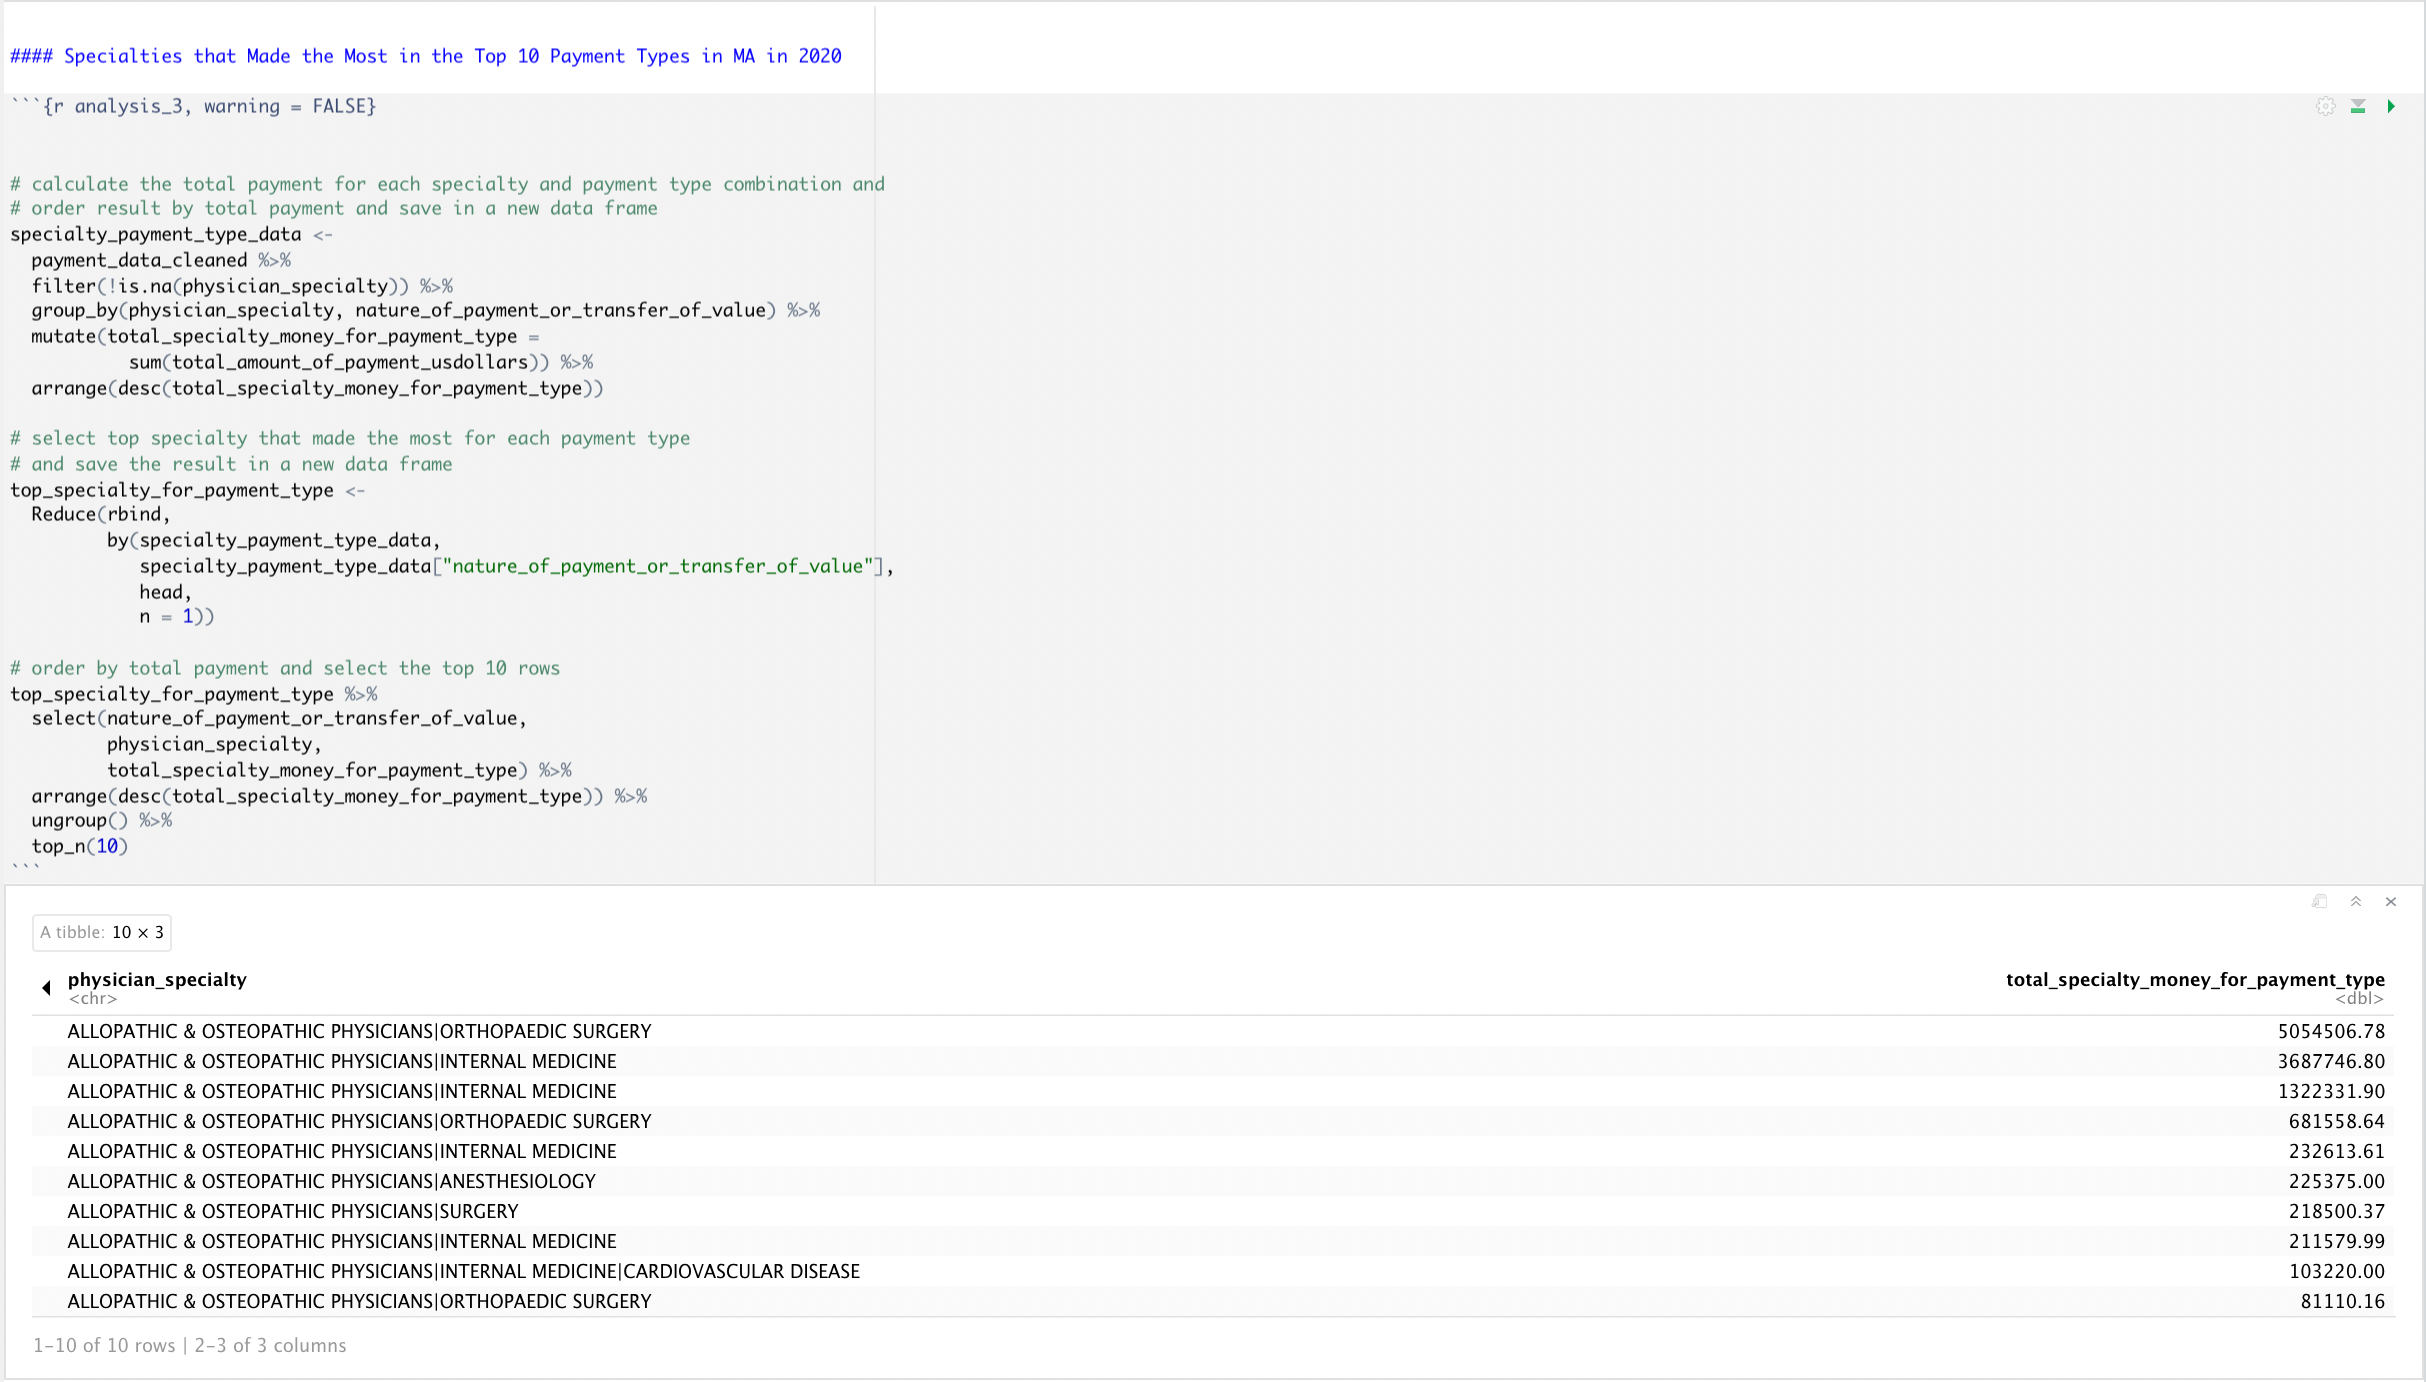 #### Specialties that Made the Most in the Top 10 Payment Types in MA in 2020
```{r analysis_3, warning = FALSE}
# calculate the total payment for each specialty and payment type combination and
# order result by total payment and save in a new data frame
specialty_payment_type_data <-
  payment_data_cleaned %>%
  filter(!is.na(physician_specialty)) %>%
  group_by(physician_specialty, nature_of_payment_or_transfer_of_value) %>%
  mutate(total_specialty_money_for_payment_type =
           sum(total_amount_of_payment_usdollars)) %>%
  arrange(desc(total_specialty_money_for_payment_type))
# select top specialty that made the most for each payment type
# and save the result in a new data frame
top_specialty_for_payment_type <-
  Reduce(rbind,
         by(specialty_payment_type_data,
            specialty_payment_type_data["nature_of_payment_or_transfer_of_value"],
            head,
            n = 1))
# order by total payment and select the top 10 rows
top_specialty_for_payment_type %>%
  select(nature_of_payment_or_transfer_of_value,
         physician_specialty,
         total_specialty_money_for_payment_type) %>%
  arrange(desc(total_specialty_money_for_payment_type)) %>%
  ungroup() %>%
  top_n(10)
```
A tibble: 10 × 3
physician_specialty total_specialty_money_for_payment_type
<chr> <dbl>
ALLOPATHIC & OSTEOPATHIC PHYSICIANS|ORTHOPAEDIC SURGERY 5054506.78
ALLOPATHIC & OSTEOPATHIC PHYSICIANS|INTERNAL MEDICINE 3687746.80
ALLOPATHIC & OSTEOPATHIC PHYSICIANS|INTERNAL MEDICINE 1322331.90
ALLOPATHIC & OSTEOPATHIC PHYSICIANS|ORTHOPAEDIC SURGERY 681558.64
ALLOPATHIC & OSTEOPATHIC PHYSICIANS|INTERNAL MEDICINE 232613.61
ALLOPATHIC & OSTEOPATHIC PHYSICIANS|ANESTHESIOLOGY 225375.00
ALLOPATHIC & OSTEOPATHIC PHYSICIANS|SURGERY 218500.37
ALLOPATHIC & OSTEOPATHIC PHYSICIANS|INTERNAL MEDICINE 211579.99
ALLOPATHIC & OSTEOPATHIC PHYSICIANS|INTERNAL MEDICINE|CARDIOVASCULAR DISEASE 103220.00
ALLOPATHIC & OSTEOPATHIC PHYSICIANS|ORTHOPAEDIC SURGERY 81110.16
1-10 of 10 rows | 2-3 of 3 columns